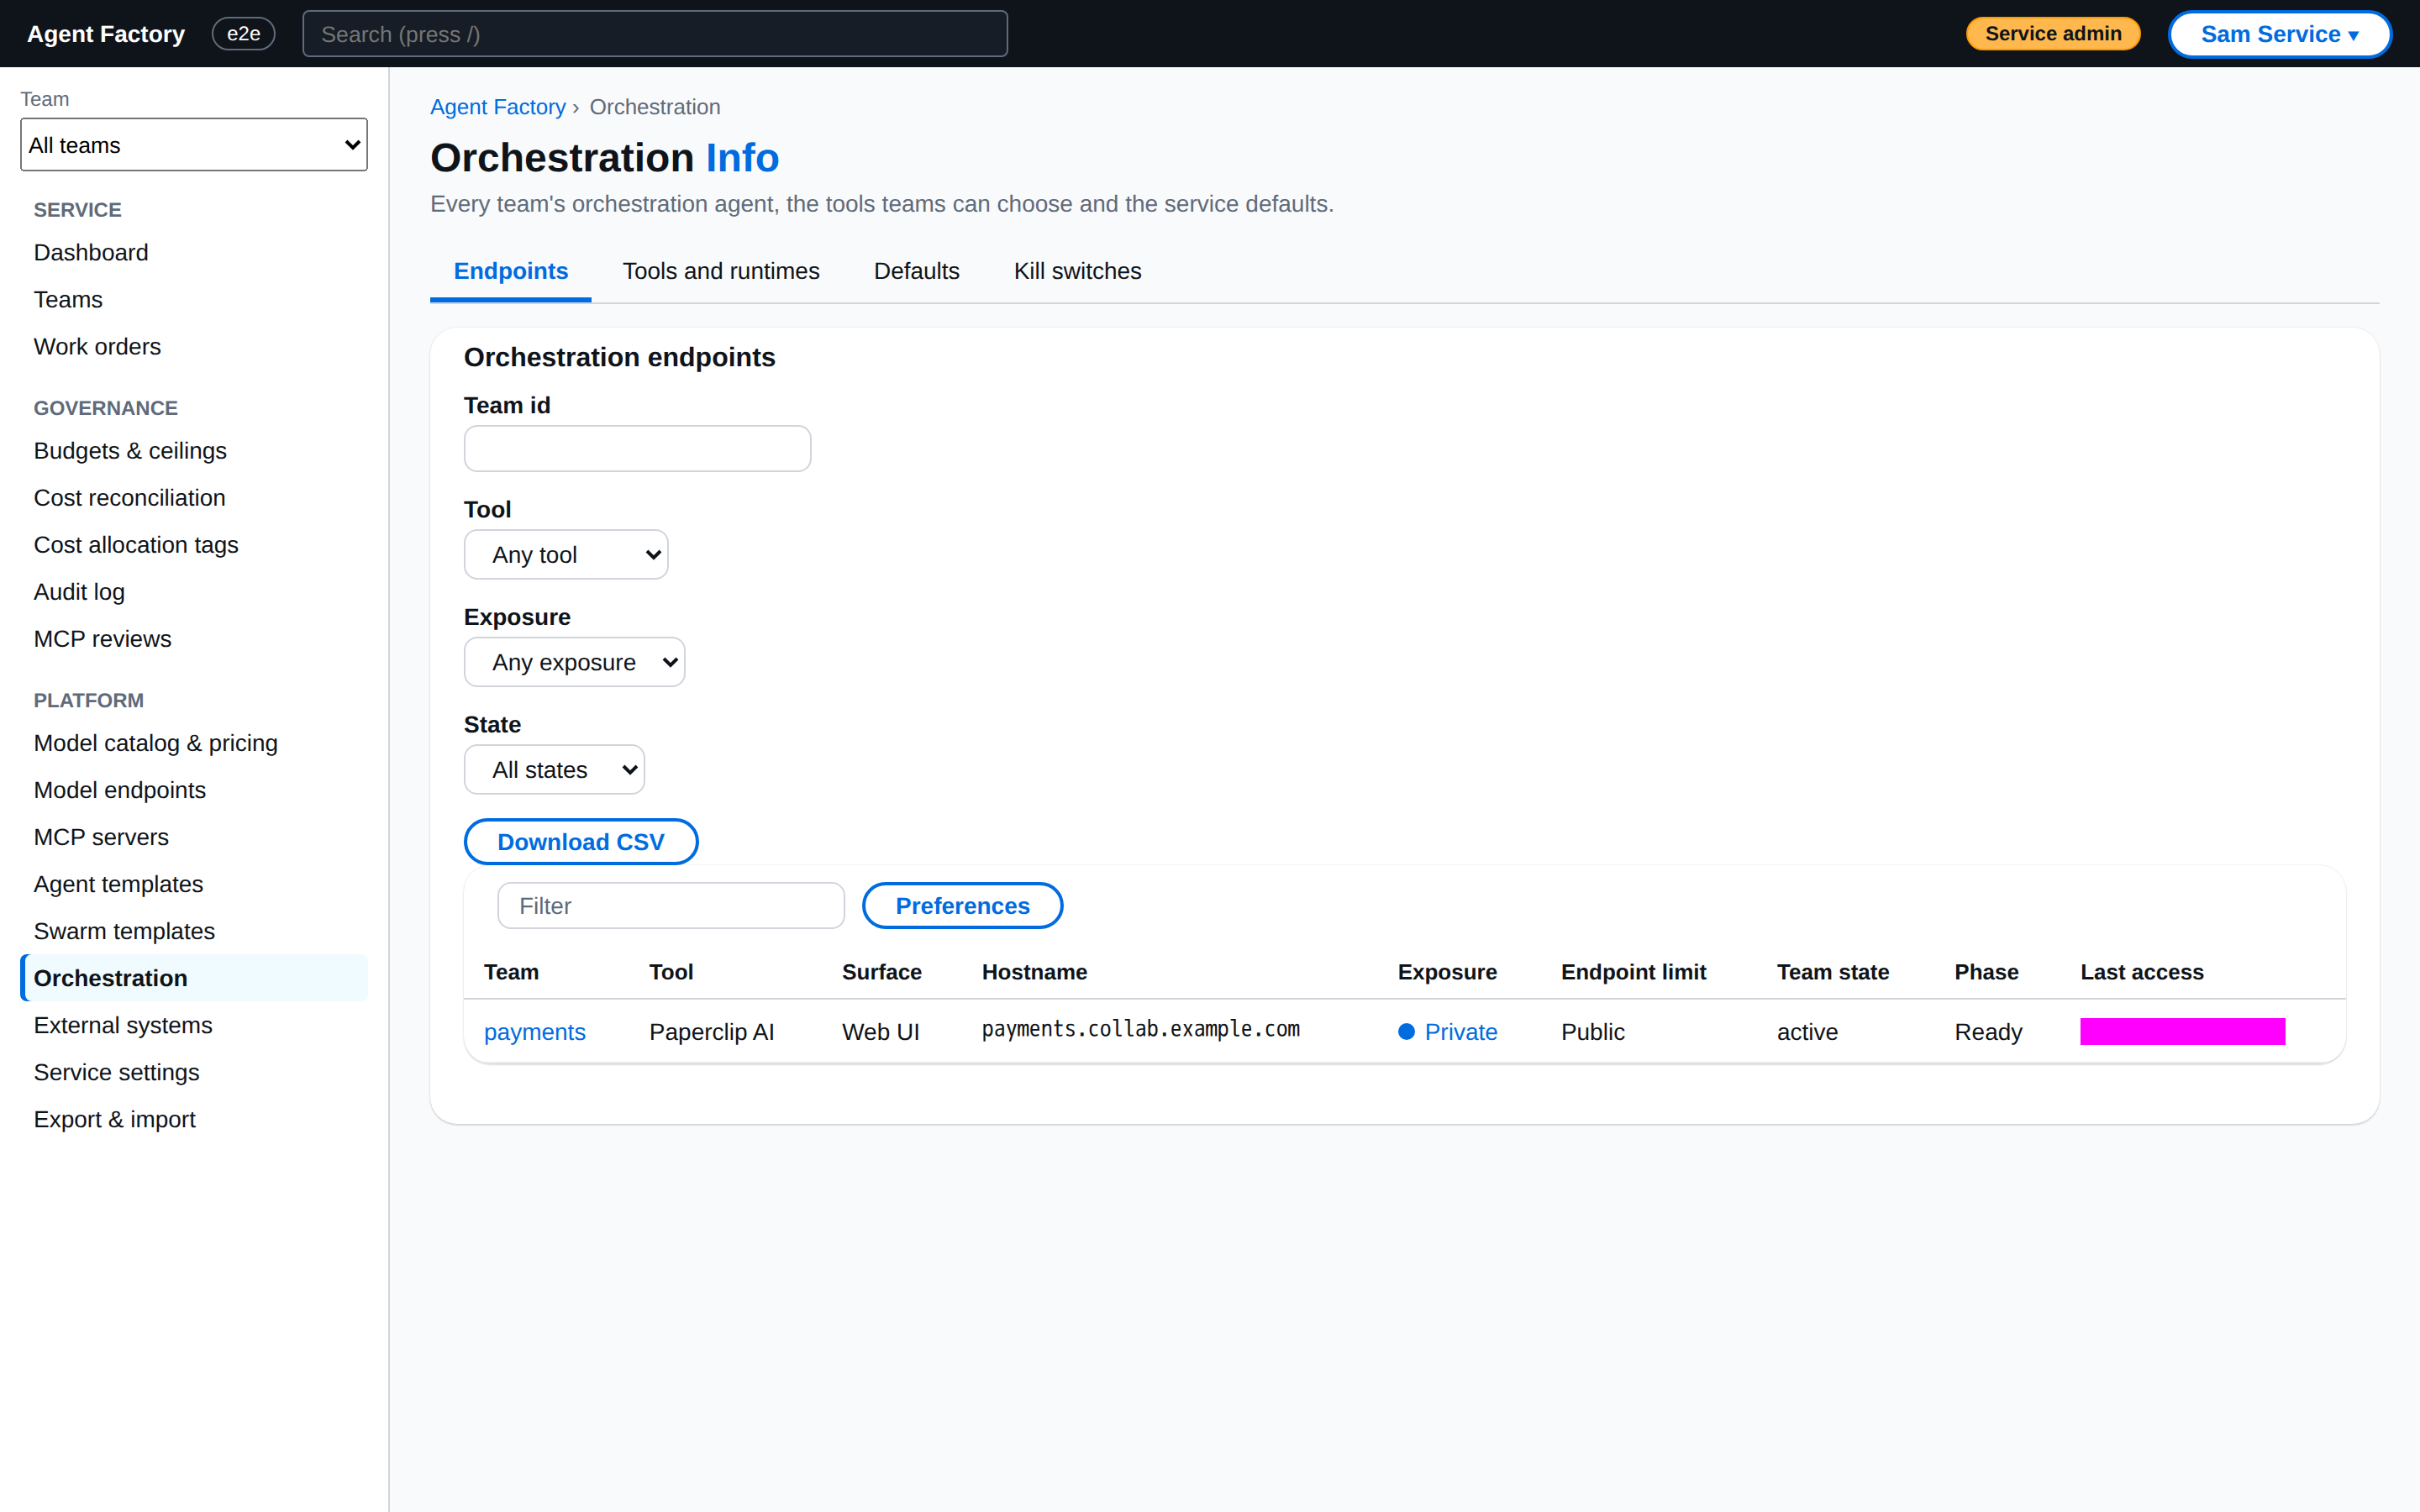 Agent Factory e2e Search (press /) Service admin Sam Service ▾
Team
All teams
SERVICE
Dashboard
Teams
Work orders
GOVERNANCE
Budgets & ceilings
Cost reconciliation
Cost allocation tags
Audit log
MCP reviews
PLATFORM
Model catalog & pricing
Model endpoints
MCP servers
Agent templates
Swarm templates
Orchestration
External systems
Service settings
Export & import
Agent Factory › Orchestration
Orchestration Info
Every team's orchestration agent, the tools teams can choose and the service defaults.
Endpoints Tools and runtimes Defaults Kill switches
Orchestration endpoints
Team id
Tool
Any tool
Exposure
Any exposure
State
All states
Download CSV
Filter Preferences
Team Tool Surface Hostname Exposure Endpoint limit Team state Phase Last access
payments Paperclip AI Web UI payments.collab.example.com Private Public active Ready